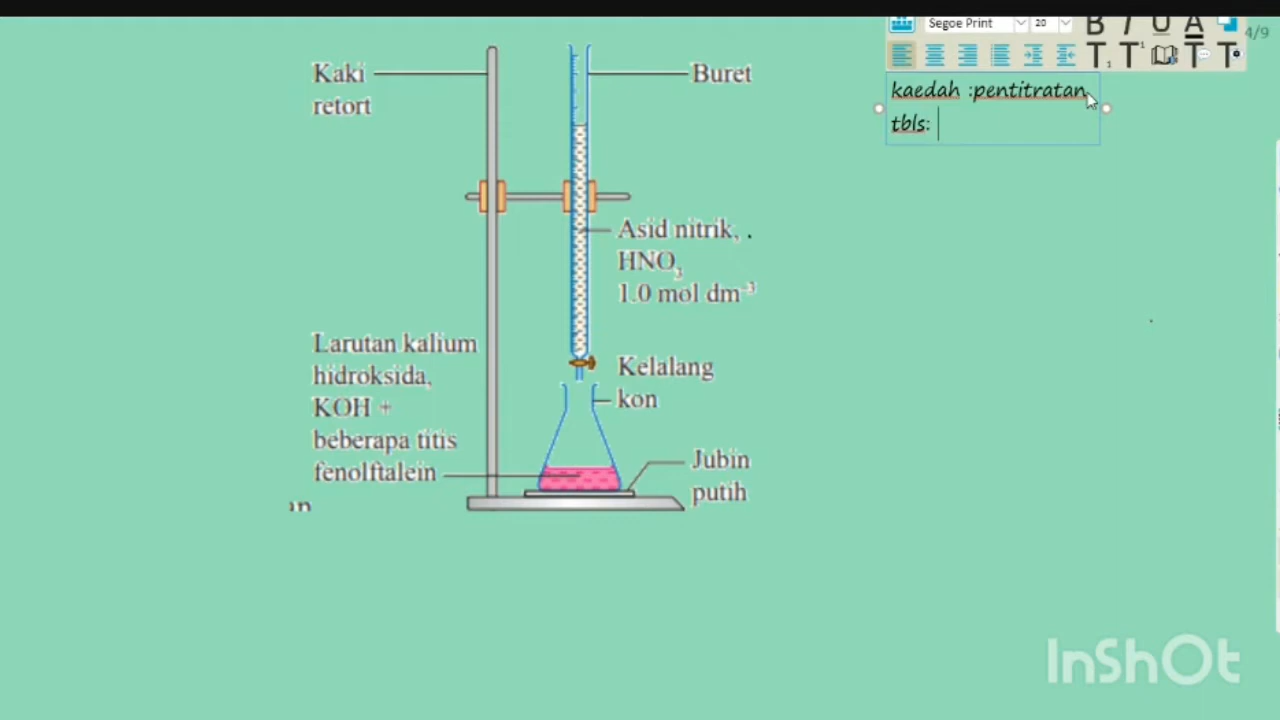 Segoe Print 20 B I U A 4/9
kaedah :pentitratan
tbls:
Kaki
retort
Buret
Asid nitrik,
HNO₃
1.0 mol dm⁻³
Larutan kalium
hidroksida,
KOH +
beberapa titis
fenolftalein
Kelalang
kon
Jubin
putih
InShOt